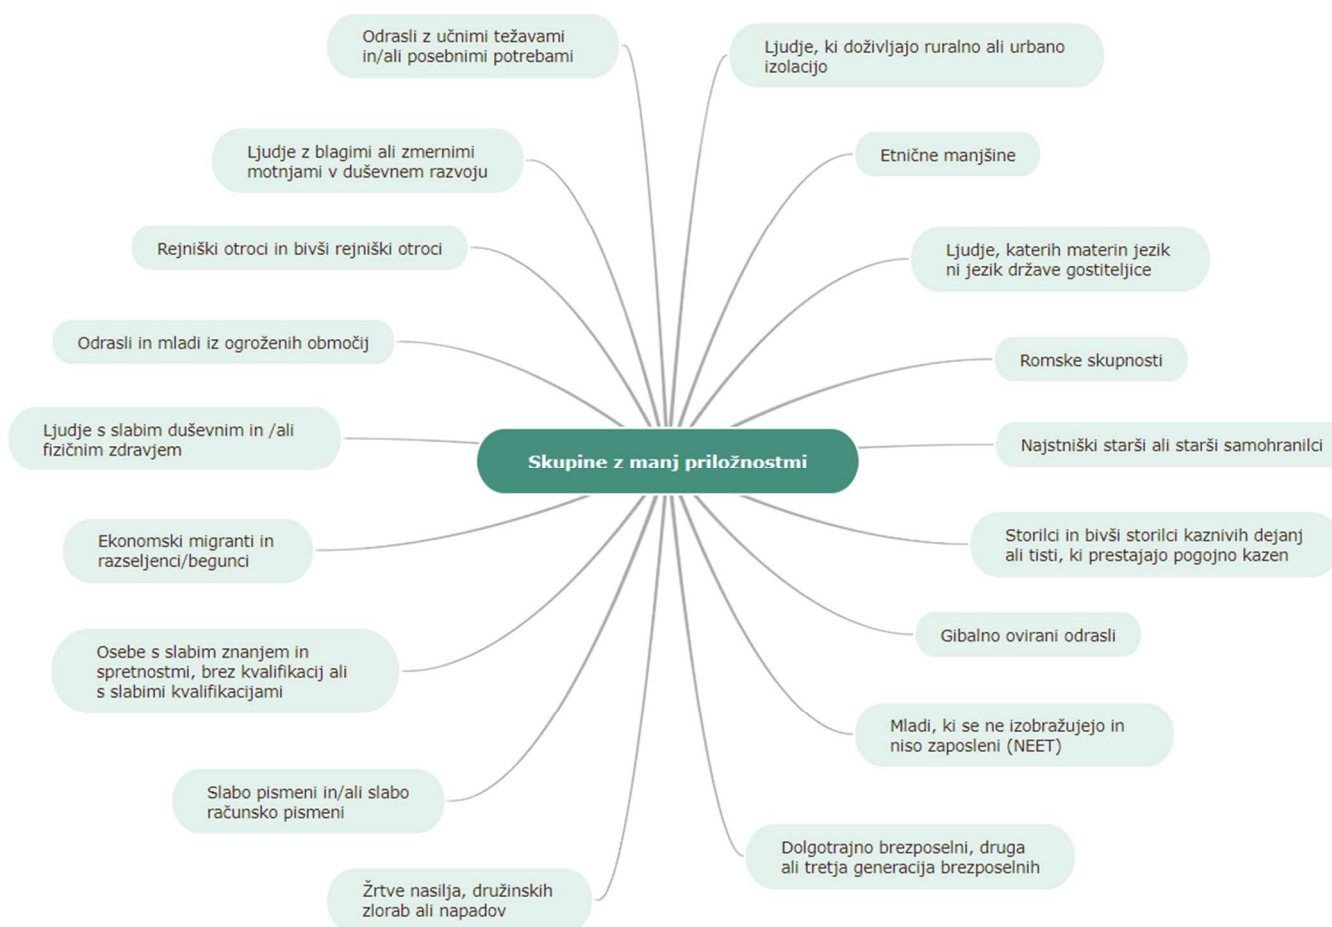 Odrasli z učnimi težavami
in/ali posebnimi potrebami
Ljudje, ki doživljajo ruralno ali urbano
izolacijo
Ljudje z blagimi ali zmernimi
motnjami v duševnem razvoju
Etnične manjšine
Rejniški otroci in bivši rejniški otroci
Ljudje, katerih materin jezik
ni jezik države gostiteljice
Odrasli in mladi iz ogroženih območij
Romske skupnosti
Ljudje s slabim duševnim in /ali
fizičnim zdravjem
Najstniški starši ali starši samohranilci
Skupine z manj priložnostmi
Ekonomski migranti in
razseljenci/begunci
Storilci in bivši storilci kaznivih dejanj
ali tisti, ki prestajajo pogojno kazen
Osebe s slabim znanjem in
spretnostmi, brez kvalifikacij ali
s slabimi kvalifikacijami
Gibalno ovirani odrasli
Mladi, ki se ne izobražujejo in
niso zaposleni (NEET)
Slabo pismeni in/ali slabo
računsko pismeni
Dolgotrajno brezposelni, druga
ali tretja generacija brezposelnih
Žrtve nasilja, družinskih
zlorab ali napadov